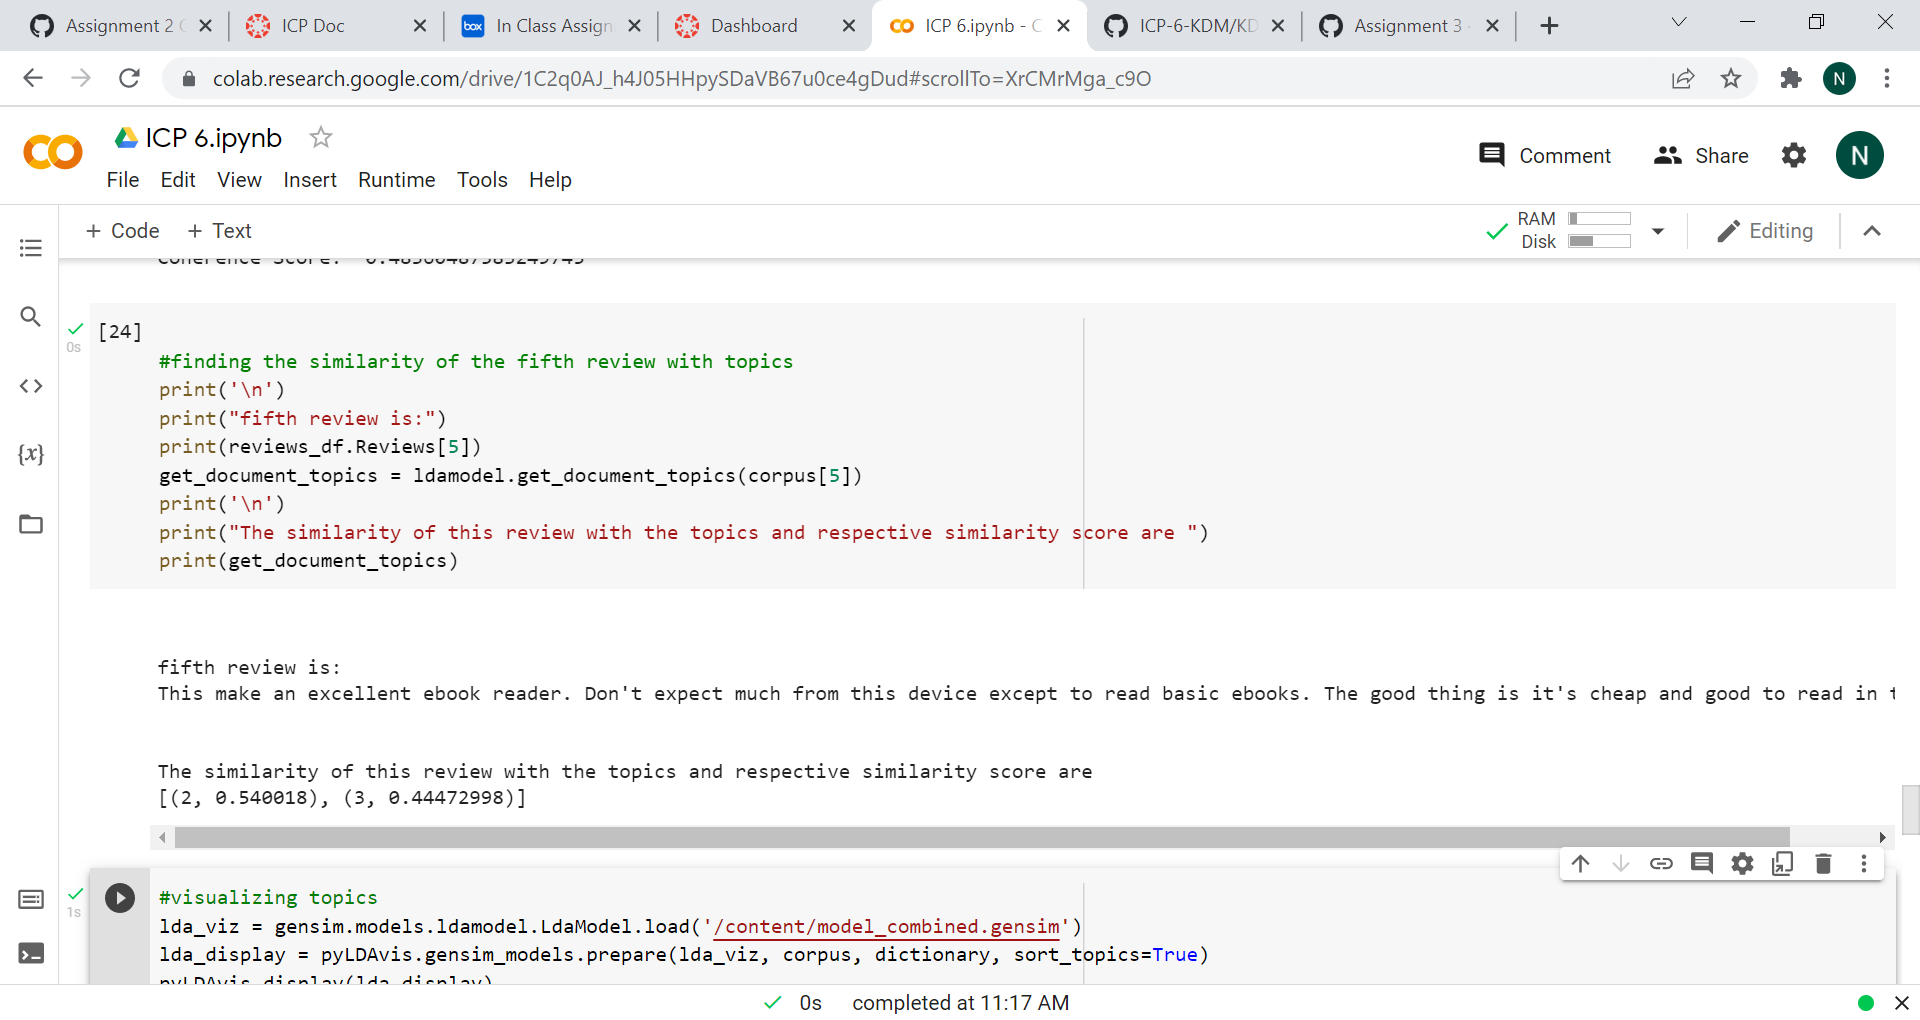 Assignment 2
ICP Doc
In Class Assign
Dashboard
ICP 6.ipynb - C
ICP-6-KDM/KD
Assignment 3
colab.research.google.com/drive/1C2q0AJ_h4J05HHpySDaVB67u0ce4gDud#scrollTo=XrCMrMga_c9O
N
ICP 6.ipynb
File Edit View Insert Runtime Tools Help
Comment
Share
N
+ Code + Text
RAM
Disk
Editing
Coherence Score:
[24]
0s
#finding the similarity of the fifth review with topics
print('\n')
print("fifth review is:")
print(reviews_df.Reviews[5])
get_document_topics = ldamodel.get_document_topics(corpus[5])
print('\n')
print("The similarity of this review with the topics and respective similarity score are ")
print(get_document_topics)
fifth review is:
This make an excellent ebook reader. Don't expect much from this device except to read basic ebooks. The good thing is it's cheap and good to read in t
The similarity of this review with the topics and respective similarity score are
[(2, 0.540018), (3, 0.44472998)]
1s
#visualizing topics
lda_viz = gensim.models.ldamodel.LdaModel.load('/content/model_combined.gensim')
lda_display = pyLDAvis.gensim_models.prepare(lda_viz, corpus, dictionary, sort_topics=True)
pyLDAvis.display(lda_display)
0s completed at 11:17 AM